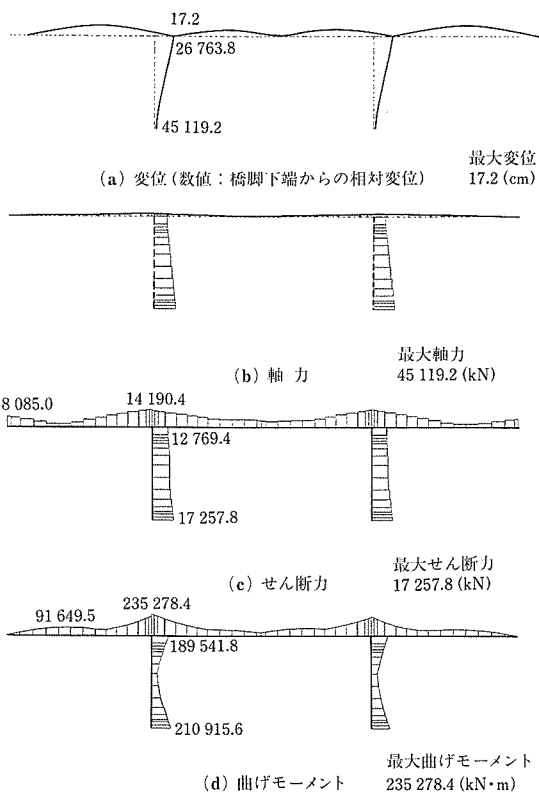 17.2
26 763.8
45 119.2
最大変位
(a) 変位 (数値：橋脚下端からの相対変位) 17.2 (cm)
最大軸力
(b) 軸 力 45 119.2 (kN)
8 085.0 14 190.4
12 769.4
17 257.8
最大せん断力
(c) せん断力 17 257.8 (kN)
91 649.5 235 278.4
189 541.8
210 915.6
最大曲げモーメント
(d) 曲げモーメント 235 278.4 (kN・m)